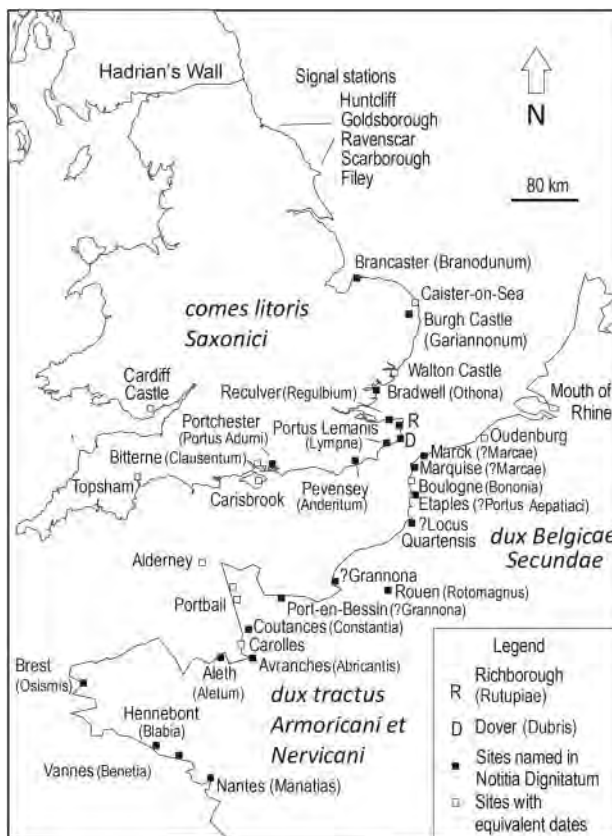 Hadrian's Wall
Signal stations
Huntcliff
Goldsborough
Ravenscar
Scarborough
Filey
N
80 km
Brancaster (Branodunum)
comes litoris
Saxonici
Caister-on-Sea
Burgh Castle
(Gariannonum)
Walton Castle
Cardiff
Castle
Reculver (Regulbium)
Bradwell (Othona)
Mouth of
Rhine
Portchester
(Portus Adurni)
Portus Lemanis
(Lympne)
R
D
Oudenburg
Bitterne (Clausentum)
Marck (?Marcae)
Marquise (?Marcae)
Topsham
Carisbrook
Pevensey
(Anderitum)
Boulogne (Bononia)
Etaples (?Portus Aepatiaci)
?Locus
Quartensis
dux Belgicae
Secundae
Alderney
?Grannona
Rouen (Rotomagnus)
Portbail
Port-en-Bessin (?Grannona)
Coutances (Constantia)
Carolles
Brest
(Osismis)
Aleth
(Aletum)
Avranches (Abricantis)
dux tractus
Armoricani et
Nervicani
Hennebont
(Blabia)
Vannes (Benetia)
Nantes (Manatias)
Legend
R Richborough
(Rutupiae)
D Dover (Dubris)
Sites named in
Notitia Dignitatum
Sites with
equivalent dates